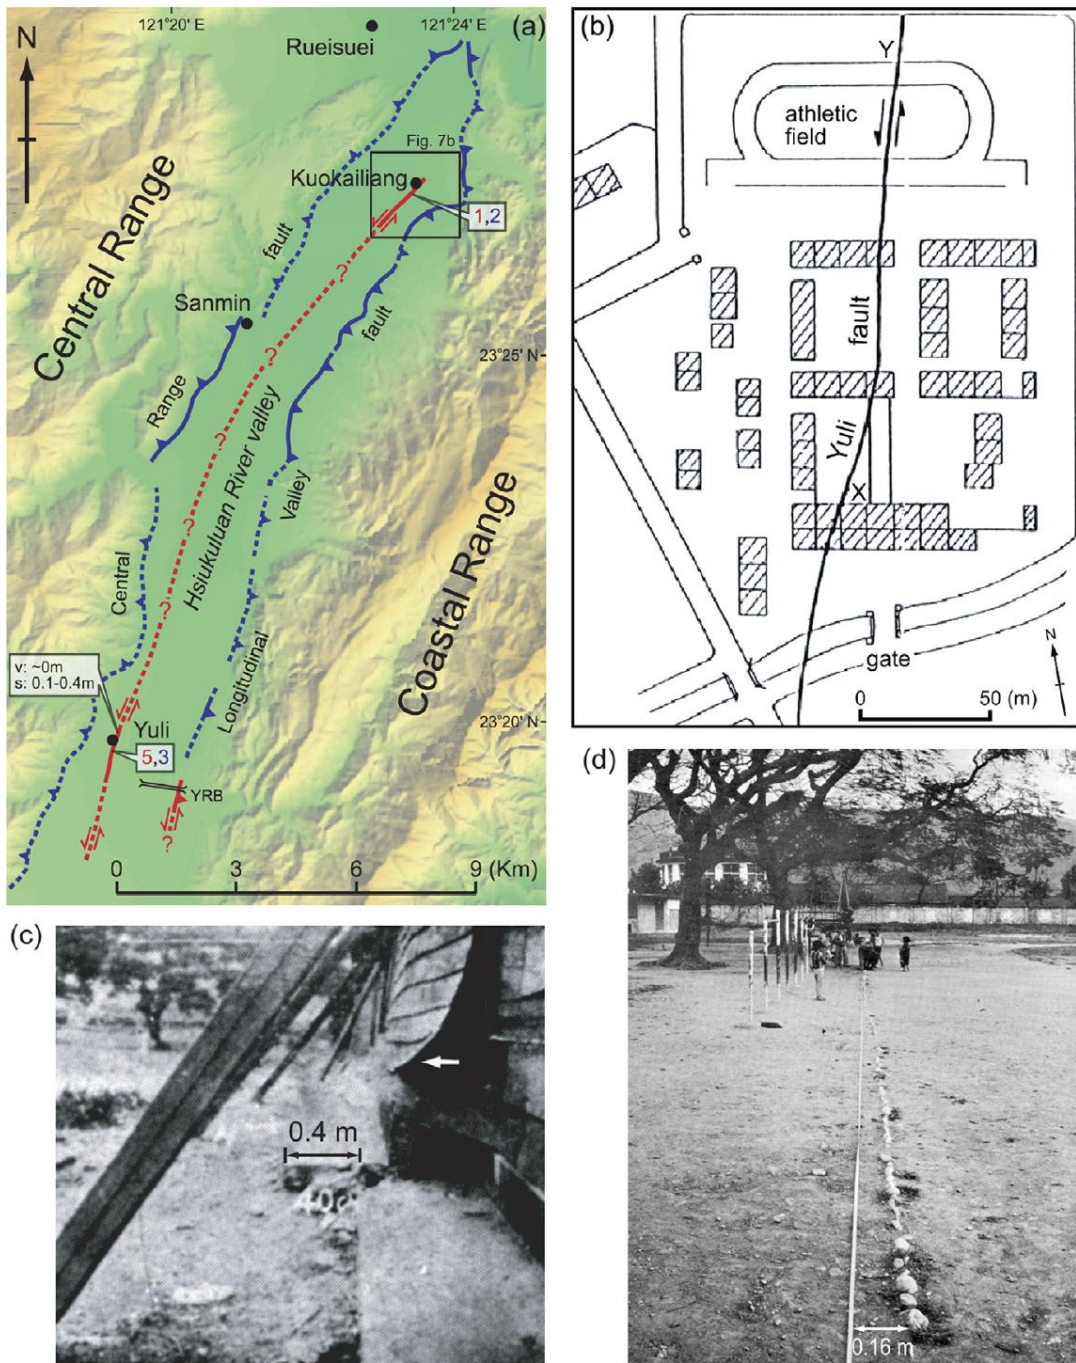 121°20' E
121°24' E
(a)
N
Rueisuei
Fig. 7b
Kuokailiang
1,2
fault
Central Range
Sanmin
fault
23°25' N
Range
Hsiukuluan River valley
Valley
Central
Coastal Range
Longitudinal
v: ~0m
s: 0.1-0.4m
23°20' N
Yuli
5,3
YRB
0 3 6 9 (Km)
?
?
?
?
?
?
(b)
Y
athletic
field
fault
Yuli
X
gate
N
0 50 (m)
(c)
0.4 m
(d)
0.16 m